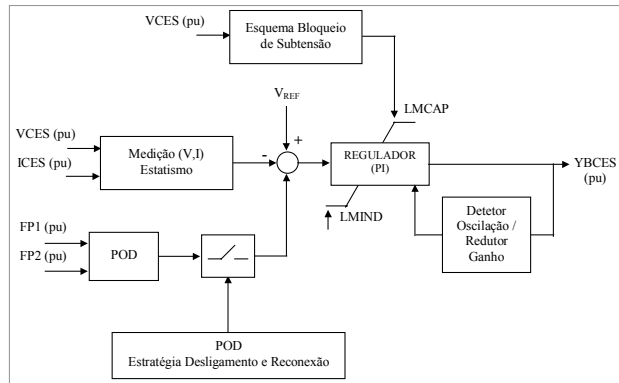 VCES (pu)
Esquema Bloqueio
de Subtensão
VREF
LMCAP
VCES (pu)
ICES (pu)
Medição (V,I)
Estatismo
-
+
REGULADOR
(PI)
YBCES
(pu)
LMIND
Detetor
Oscilação /
Redutor
Ganho
FP1 (pu)
FP2 (pu)
POD
POD
Estratégia Desligamento e Reconexão